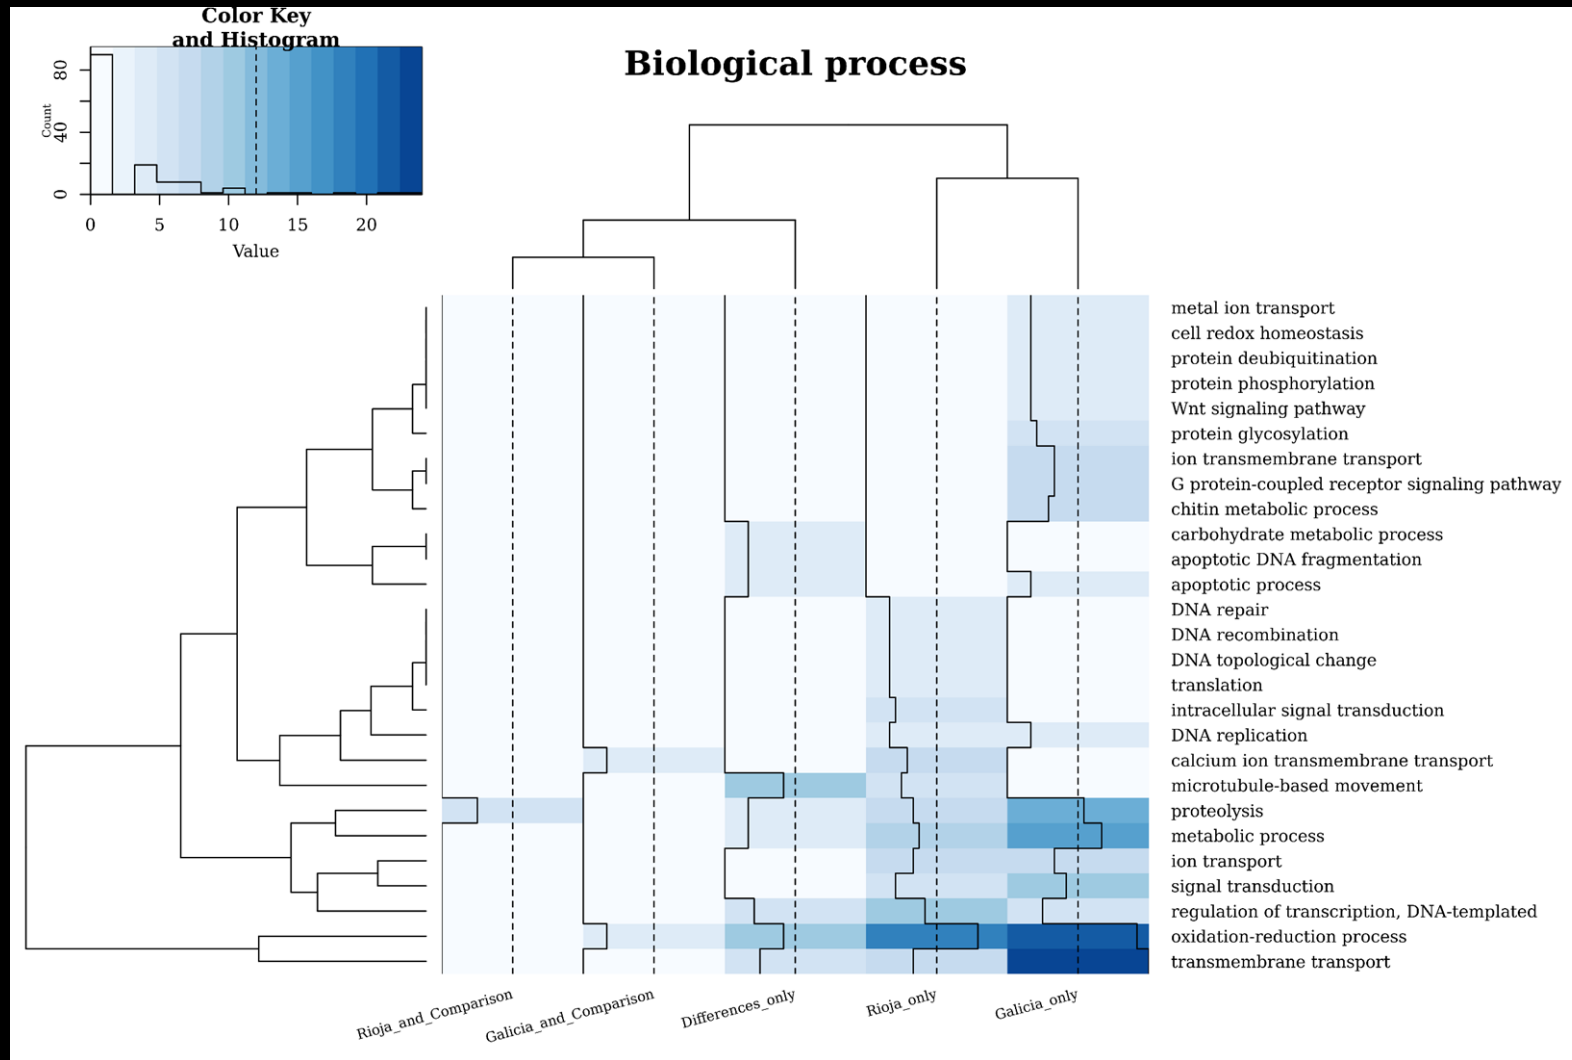 Color Key
and Histogram
Count
0
40
80
0 5 10 15 20
Value
Biological process
metal ion transport
cell redox homeostasis
protein deubiquitination
protein phosphorylation
Wnt signaling pathway
protein glycosylation
ion transmembrane transport
G protein-coupled receptor signaling pathway
chitin metabolic process
carbohydrate metabolic process
apoptotic DNA fragmentation
apoptotic process
DNA repair
DNA recombination
DNA topological change
translation
intracellular signal transduction
DNA replication
calcium ion transmembrane transport
microtubule-based movement
proteolysis
metabolic process
ion transport
signal transduction
regulation of transcription, DNA-templated
oxidation-reduction process
transmembrane transport
Rioja_and_Comparison
Galicia_and_Comparison
Differences_only
Rioja_only
Galicia_only